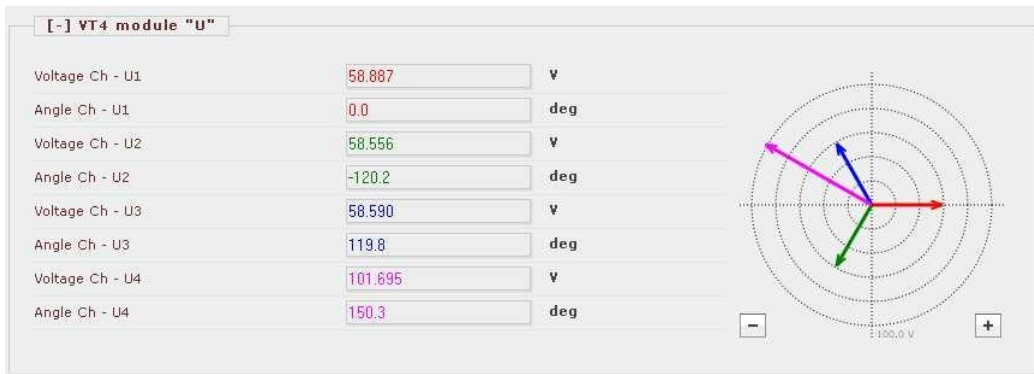 [-] VT4 module "U"
Voltage Ch - U1 58.887 V
Angle Ch - U1 0.0 deg
Voltage Ch - U2 58.556 V
Angle Ch - U2 -120.2 deg
Voltage Ch - U3 58.590 V
Angle Ch - U3 119.8 deg
Voltage Ch - U4 101.695 V
Angle Ch - U4 150.3 deg
- +
100.0 V